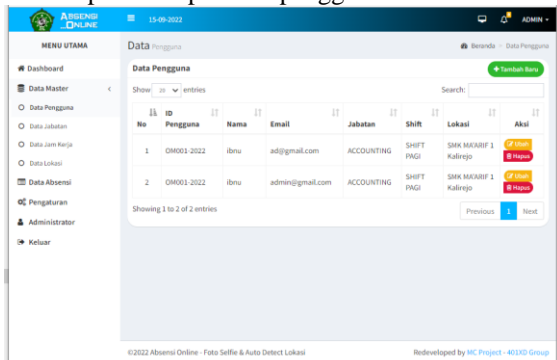 ABSENSI
ONLINE
15-09-2022
ADMIN
MENU UTAMA
Data Pengguna
Beranda
Data Pengguna
Dashboard
Data Master
Data Pengguna
Data Jabatan
Data Jam Kerja
Data Lokasi
Data Absensi
Pengaturan
Administrator
Keluar
Data Pengguna
+Tambah Baru
Show entries
Search:
No ID Pengguna Nama Email Jabatan Shift Lokasi Aksi
1 OM001-2022 ibnu ad@gmail.com ACCOUNTING SHIFT PAGI SMK MA'ARIF 1 Kalirejo Ubah Hapus
2 OM001-2022 ibnu admin@gmail.com ACCOUNTING SHIFT PAGI SMK MA'ARIF 1 Kalirejo Ubah Hapus
Showing 1 to 2 of 2 entries
Previous 1 Next
©2022 Absensi Online - Foto Selfie & Auto Detect Lokasi
Redeveloped by MC Project - 401XD Group